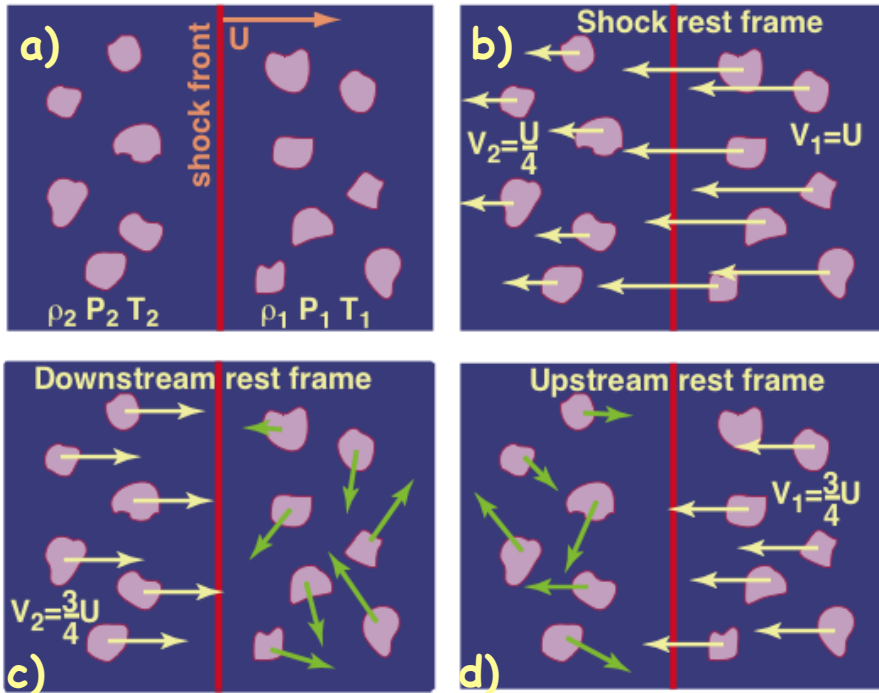 a)
shock front
U
ρ₂ P₂ T₂
ρ₁ P₁ T₁
b)
Shock rest frame
V₂=U/4
V₁=U
Downstream rest frame
V₂=3/4U
c)
Upstream rest frame
V₁=3/4U
d)